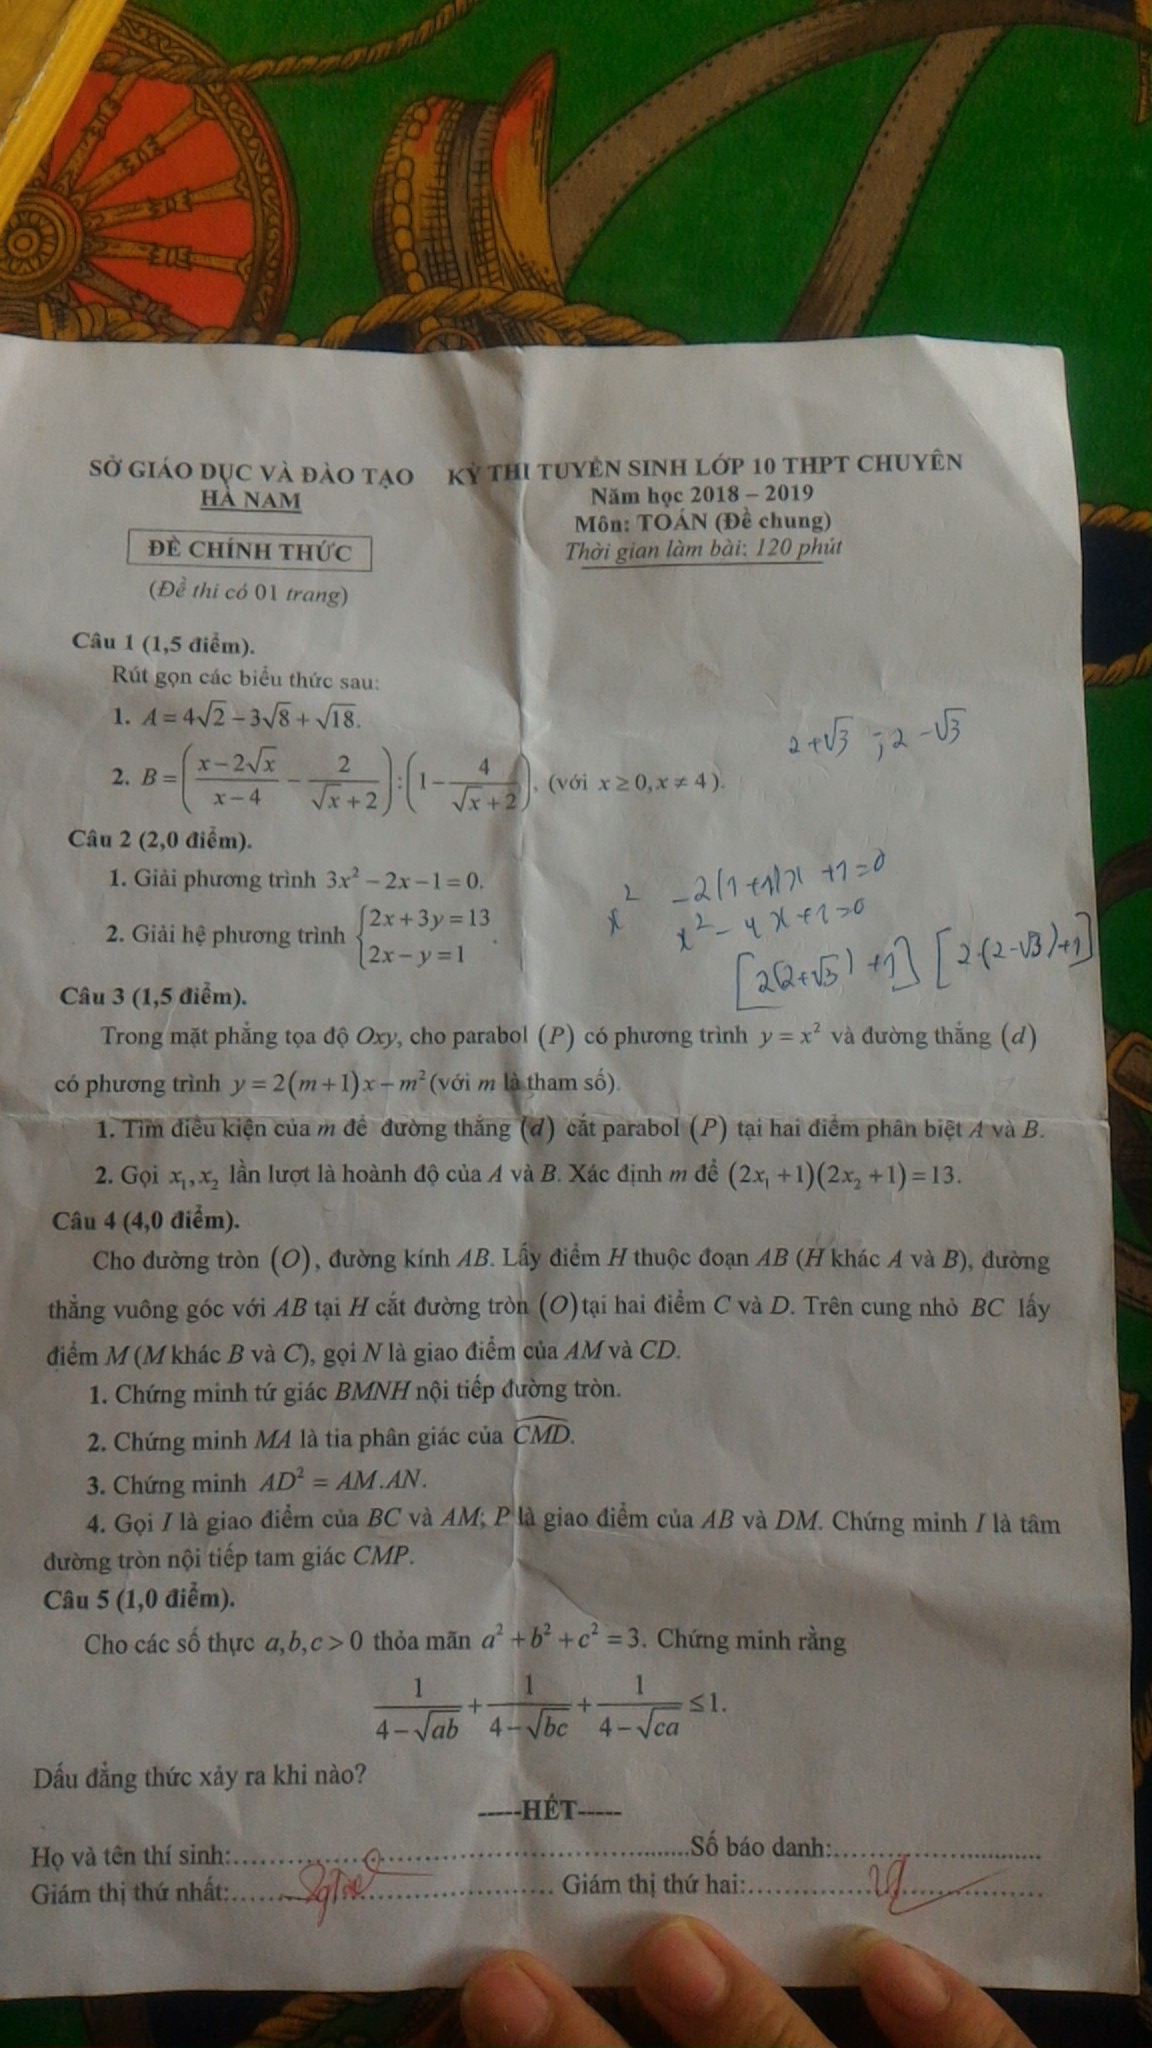 SỞ GIÁO DỤC VÀ ĐÀO TẠO
HÀ NAM
KỲ THI TUYỂN SINH LỚP 10 THPT CHUYÊN
Năm học 2018 – 2019
Môn: TOÁN (Đề chung)
Thời gian làm bài: 120 phút
ĐỀ CHÍNH THỨC
(Đề thi có 01 trang)
Câu 1 (1,5 điểm).
Rút gọn các biểu thức sau:
1. A = 4√2 − 3√8 + √18.
2+√3 ; 2−√3
2. B = ((x − 2√x)/(x − 4) − 2/(√x + 2)) : (1 − 4/(√x + 2)), (với x ≥ 0, x ≠ 4).
Câu 2 (2,0 điểm).
1. Giải phương trình 3x² − 2x − 1 = 0.
x² − 2(1+1)x + 1 = 0
x² − 4x + 1 = 0
2. Giải hệ phương trình { 2x + 3y = 13
2x − y = 1 .
[2(2+√3) + 1] [2·(2−√3)+1]
Câu 3 (1,5 điểm).
Trong mặt phẳng tọa độ Oxy, cho parabol (P) có phương trình y = x² và đường thẳng (d)
có phương trình y = 2(m+1)x − m² (với m là tham số).
1. Tìm điều kiện của m để đường thẳng (d) cắt parabol (P) tại hai điểm phân biệt A và B.
2. Gọi x₁, x₂ lần lượt là hoành độ của A và B. Xác định m để (2x₁ + 1)(2x₂ + 1) = 13.
Câu 4 (4,0 điểm).
Cho đường tròn (O), đường kính AB. Lấy điểm H thuộc đoạn AB (H khác A và B), đường
thẳng vuông góc với AB tại H cắt đường tròn (O) tại hai điểm C và D. Trên cung nhỏ BC lấy
điểm M (M khác B và C), gọi N là giao điểm của AM và CD.
1. Chứng minh tứ giác BMNH nội tiếp đường tròn.
2. Chứng minh MA là tia phân giác của CMD.
3. Chứng minh AD² = AM.AN.
4. Gọi I là giao điểm của BC và AM; P là giao điểm của AB và DM. Chứng minh I là tâm
đường tròn nội tiếp tam giác CMP.
Câu 5 (1,0 điểm).
Cho các số thực a, b, c > 0 thỏa mãn a² + b² + c² = 3. Chứng minh rằng
1/(4 − √ab) + 1/(4 − √bc) + 1/(4 − √ca) ≤ 1.
Dấu đẳng thức xảy ra khi nào?
-----HẾT-----
Họ và tên thí sinh:.......................................................Số báo danh:............................
Giám thị thứ nhất:....................................... Giám thị thứ hai:.......................................